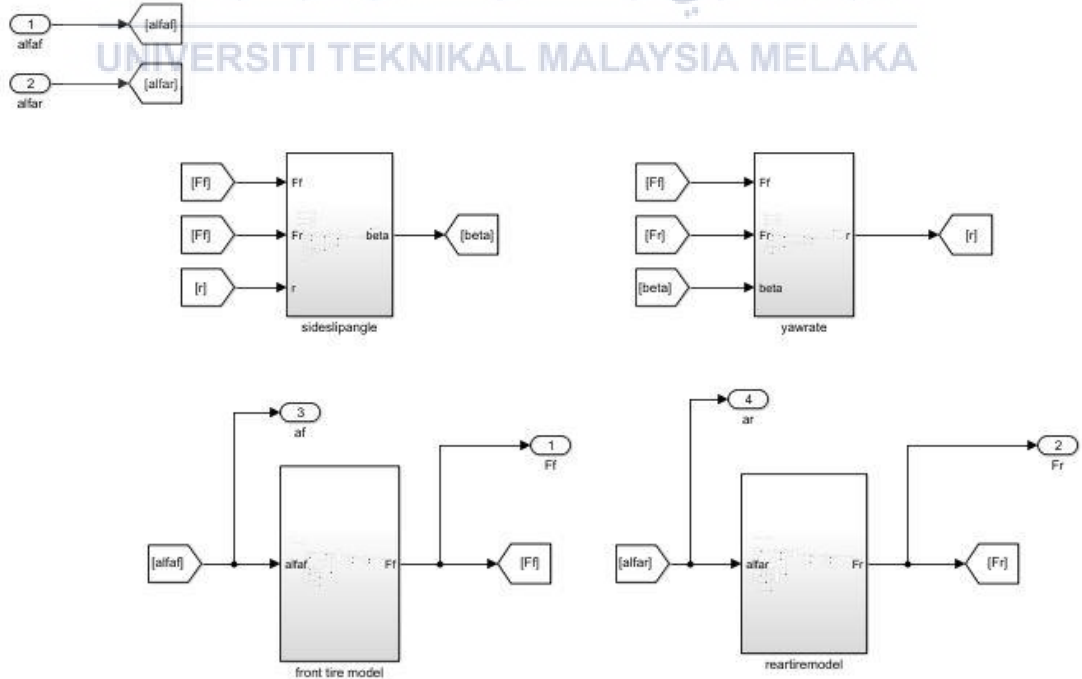 1
[alfaf]
alfaf
UNIVERSITI TEKNIKAL MALAYSIA MELAKA
2
[alfar]
alfar
[Ff]
Ff
[Ff]
Fr
beta
[beta]
[r]
r
sideslipangle
[Ff]
Ff
[Fr]
Fr
r
[r]
[beta]
beta
yawrate
3
af
1
Ff
[alfaf]
alfaf
Ff
[Ff]
front tire model
4
ar
2
Fr
[alfar]
alfar
Fr
[Fr]
reartiremodel